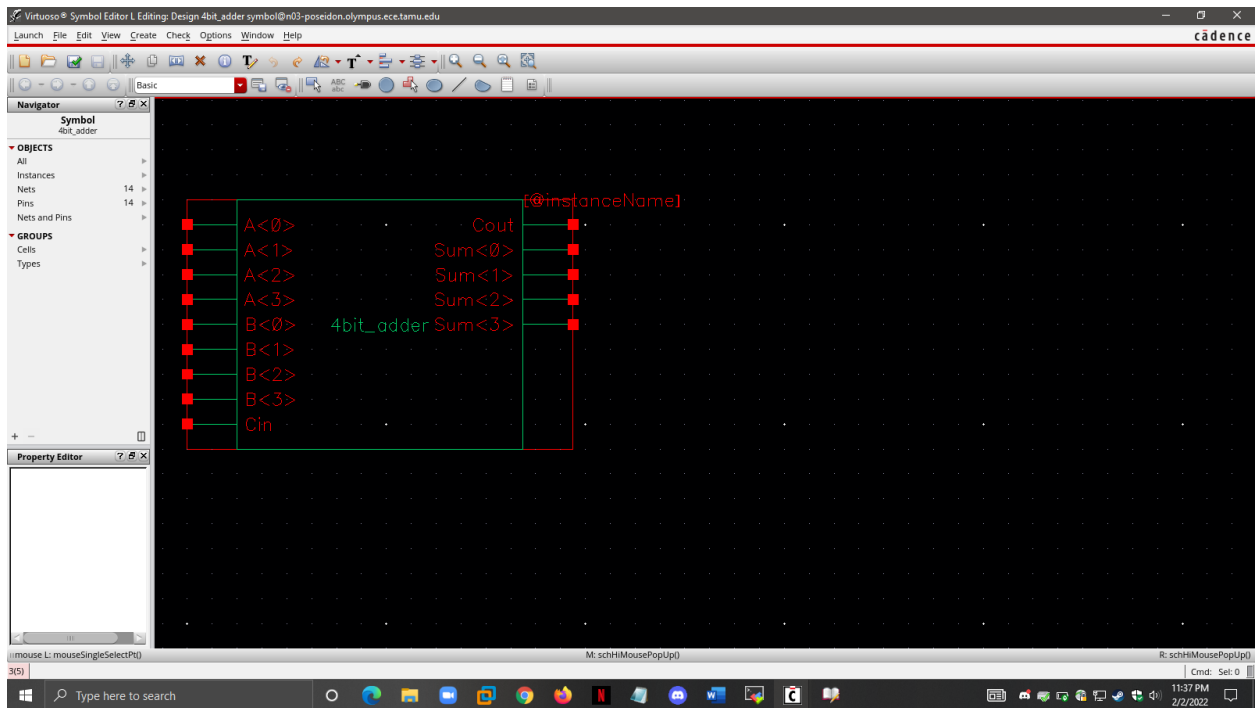 Virtuoso® Symbol Editor L Editing: Design 4bit_adder symbol@n03-poseidon.olympus.ece.tamu.edu
Launch File Edit View Create Check Options Window Help
cādence
Basic
ABC
abc
Navigator
Symbol
4bit_adder
OBJECTS
All
Instances
Nets 14
Pins 14
Nets and Pins
GROUPS
Cells
Types
Property Editor
[@instanceName]
A<0> Cout
A<1> Sum<0>
A<2> Sum<1>
A<3> Sum<2>
B<0> 4bit_adder Sum<3>
B<1>
B<2>
B<3>
Cin
mouse L: mouseSingleSelectPt() M: schHiMousePopUp() R: schHiMousePopUp()
3(5) Cmd: Sel: 0
Type here to search
11:37 PM
2/2/2022